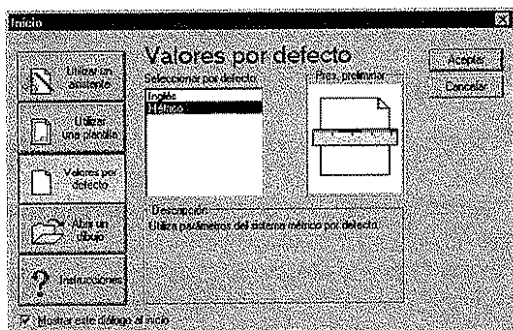 Inicio
Valores por defecto
Utilizar un
asistente
Utilizar
una plantilla
Valores por
defecto
Abrir un
dibujo
Instrucciones
Seleccionar por defecto:
Inglés
Métrico
Pres. preliminar
Descripción
Utiliza parámetros del sistema métrico por defecto.
Aceptar
Cancelar
Mostrar este diálogo al inicio